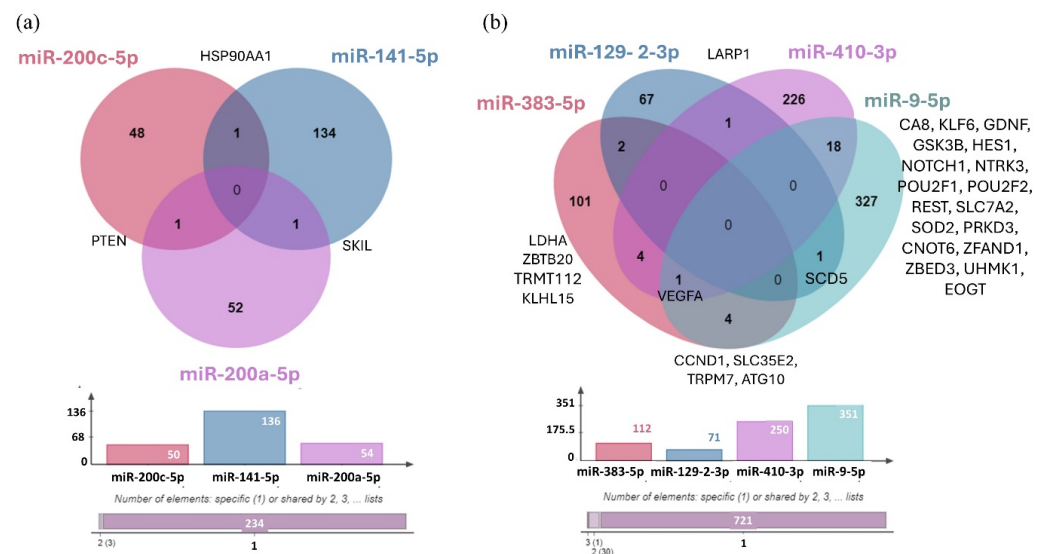 (a)
miR-200c-5p
HSP90AA1
miR-141-5p
48
1
134
0
1
1
PTEN
SKIL
52
miR-200a-5p
136
68
0
50
136
54
miR-200c-5p
miR-141-5p
miR-200a-5p
Number of elements: specific (1) or shared by 2, 3, ... lists
234
2 (3)
1
(b)
miR-129- 2-3p
LARP1
miR-410-3p
miR-383-5p
miR-9-5p
67
226
1
2
18
0
0
101
327
0
4
1
1
0
SCD5
VEGFA
4
LDHA
ZBTB20
TRMT112
KLHL15
CA8, KLF6, GDNF,
GSK3B, HES1,
NOTCH1, NTRK3,
POU2F1, POU2F2,
REST, SLC7A2,
SOD2, PRKD3,
CNOT6, ZFAND1,
ZBED3, UHMK1,
EOGT
CCND1, SLC35E2,
TRPM7, ATG10
351
175.5
0
112
71
250
351
miR-383-5p
miR-129-2-3p
miR-410-3p
miR-9-5p
Number of elements: specific (1) or shared by 2, 3, ... lists
721
3 (1)
2 (30)
1